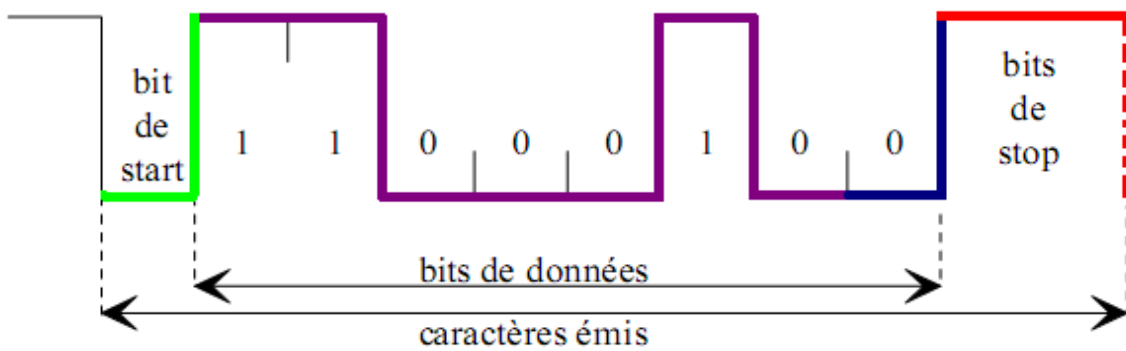 bit
de
start
1 1 0 0 0 1 0 0
bits
de
stop
bits de données
caractères émis